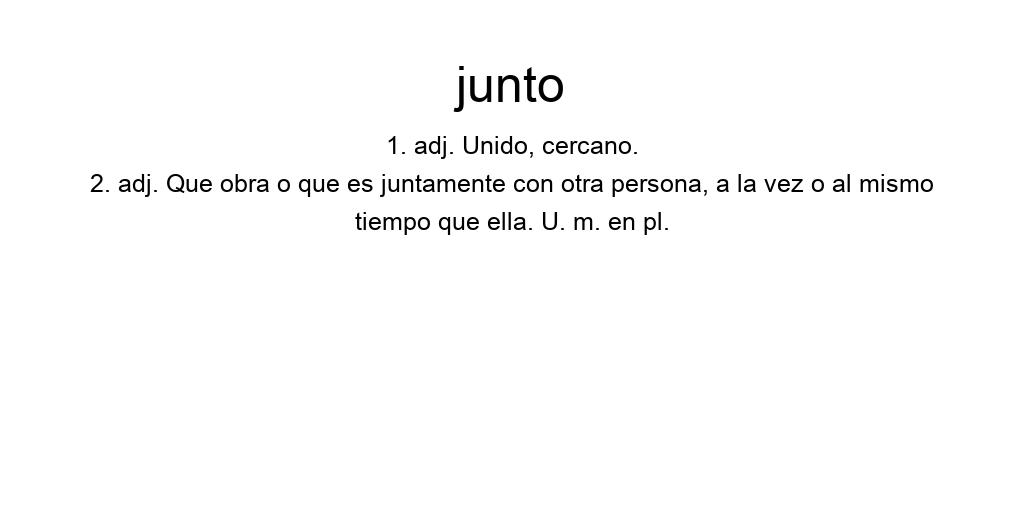 junto
1. adj. Unido, cercano.
2. adj. Que obra o que es juntamente con otra persona, a la vez o al mismo
tiempo que ella. U. m. en pl.